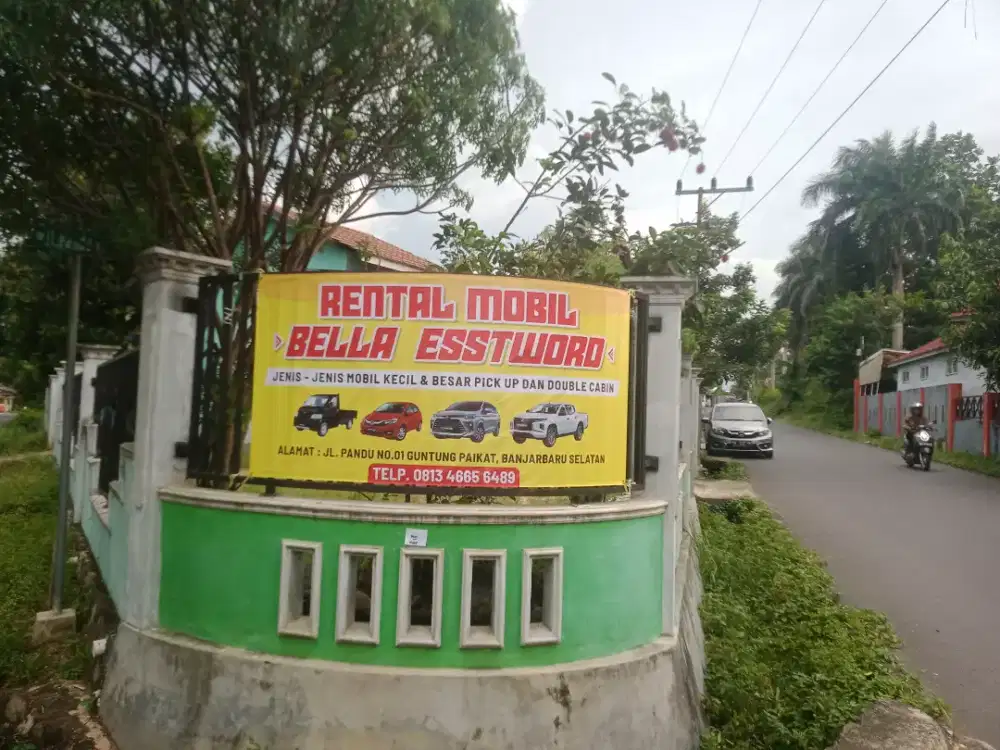 RENTAL MOBIL
BELLA ESSTWORD
JENIS - JENIS MOBIL KECIL & BESAR PICK UP DAN DOUBLE CABIN
ALAMAT : JL. PANDU NO.01 GUNTUNG PAIKAT, BANJARBARU SELATAN
TELP. 0813 4665 6489